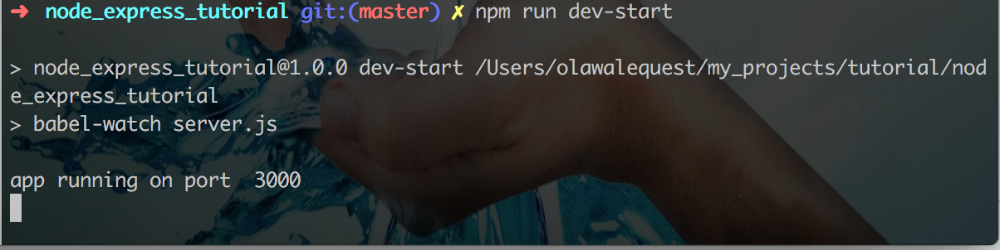 ➜ node_express_tutorial git:(master) ✗ npm run dev-start
> node_express_tutorial@1.0.0 dev-start /Users/olawalequest/my_projects/tutorial/nod
e_express_tutorial
> babel-watch server.js
app running on port  3000